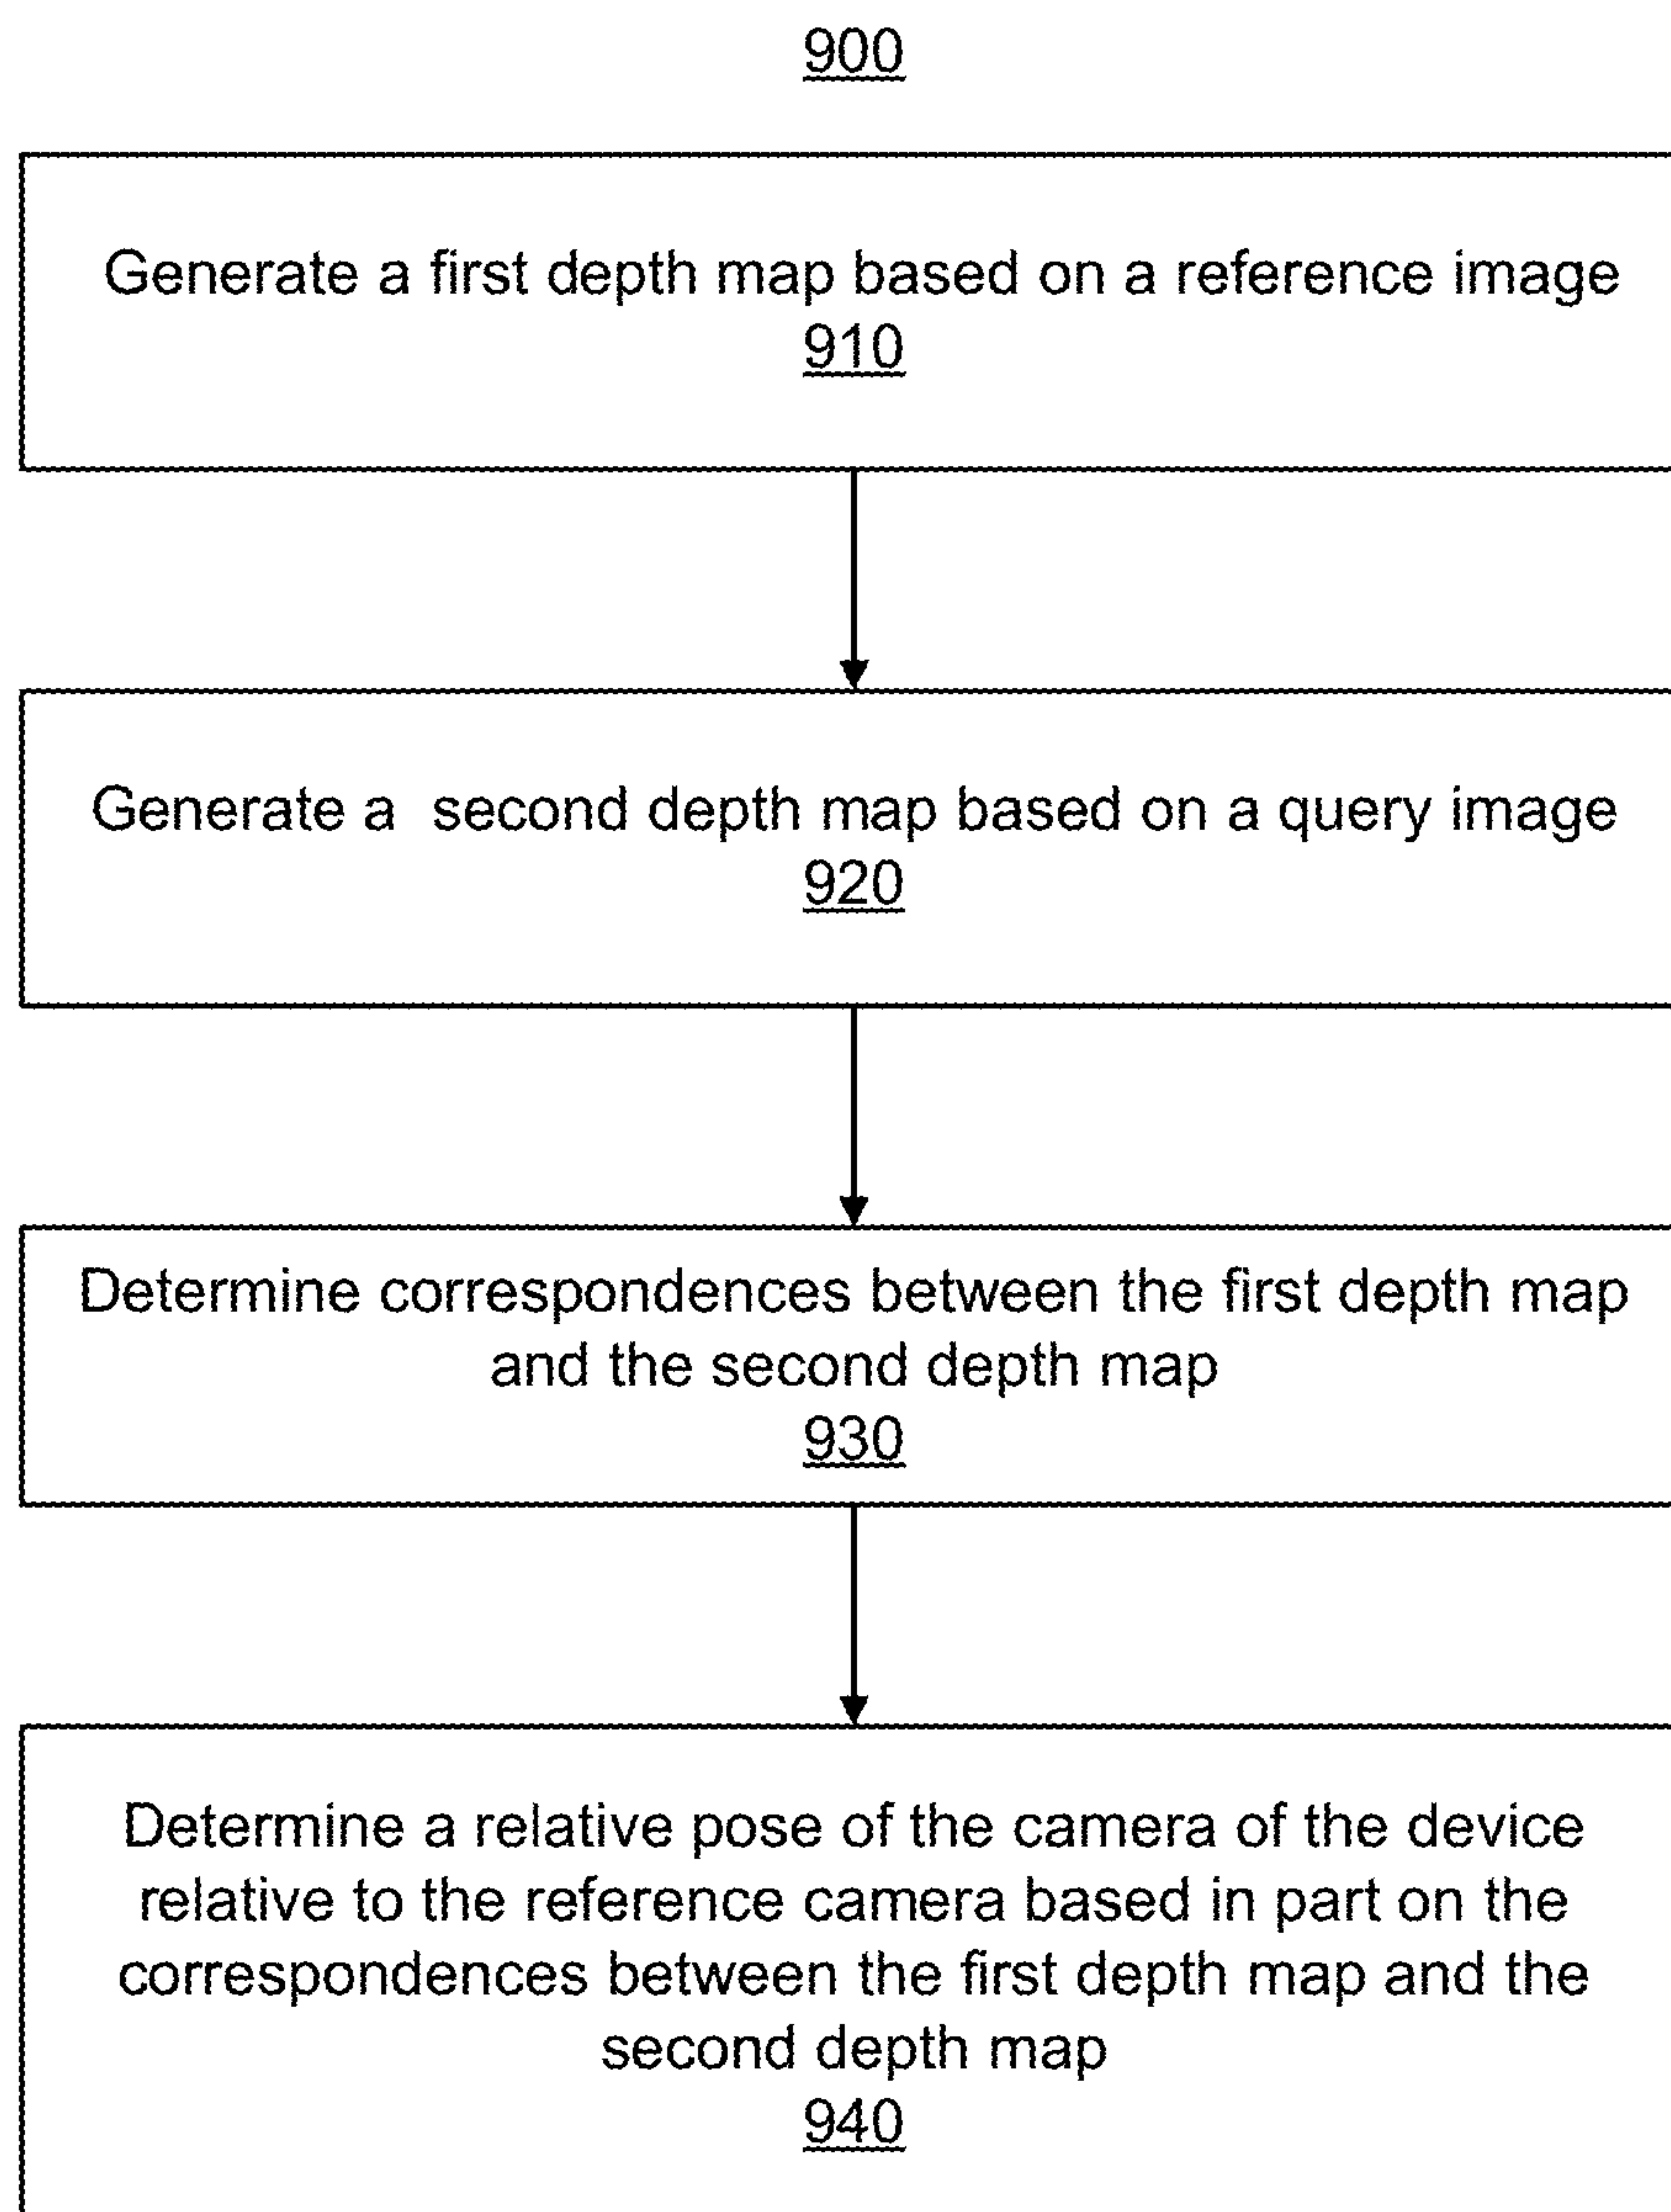 900
Generate a first depth map based on a reference image
910
Generate a second depth map based on a query image
920
Determine correspondences between the first depth map
and the second depth map
930
Determine a relative pose of the camera of the device
relative to the reference camera based in part on the
correspondences between the first depth map and the
second depth map
940